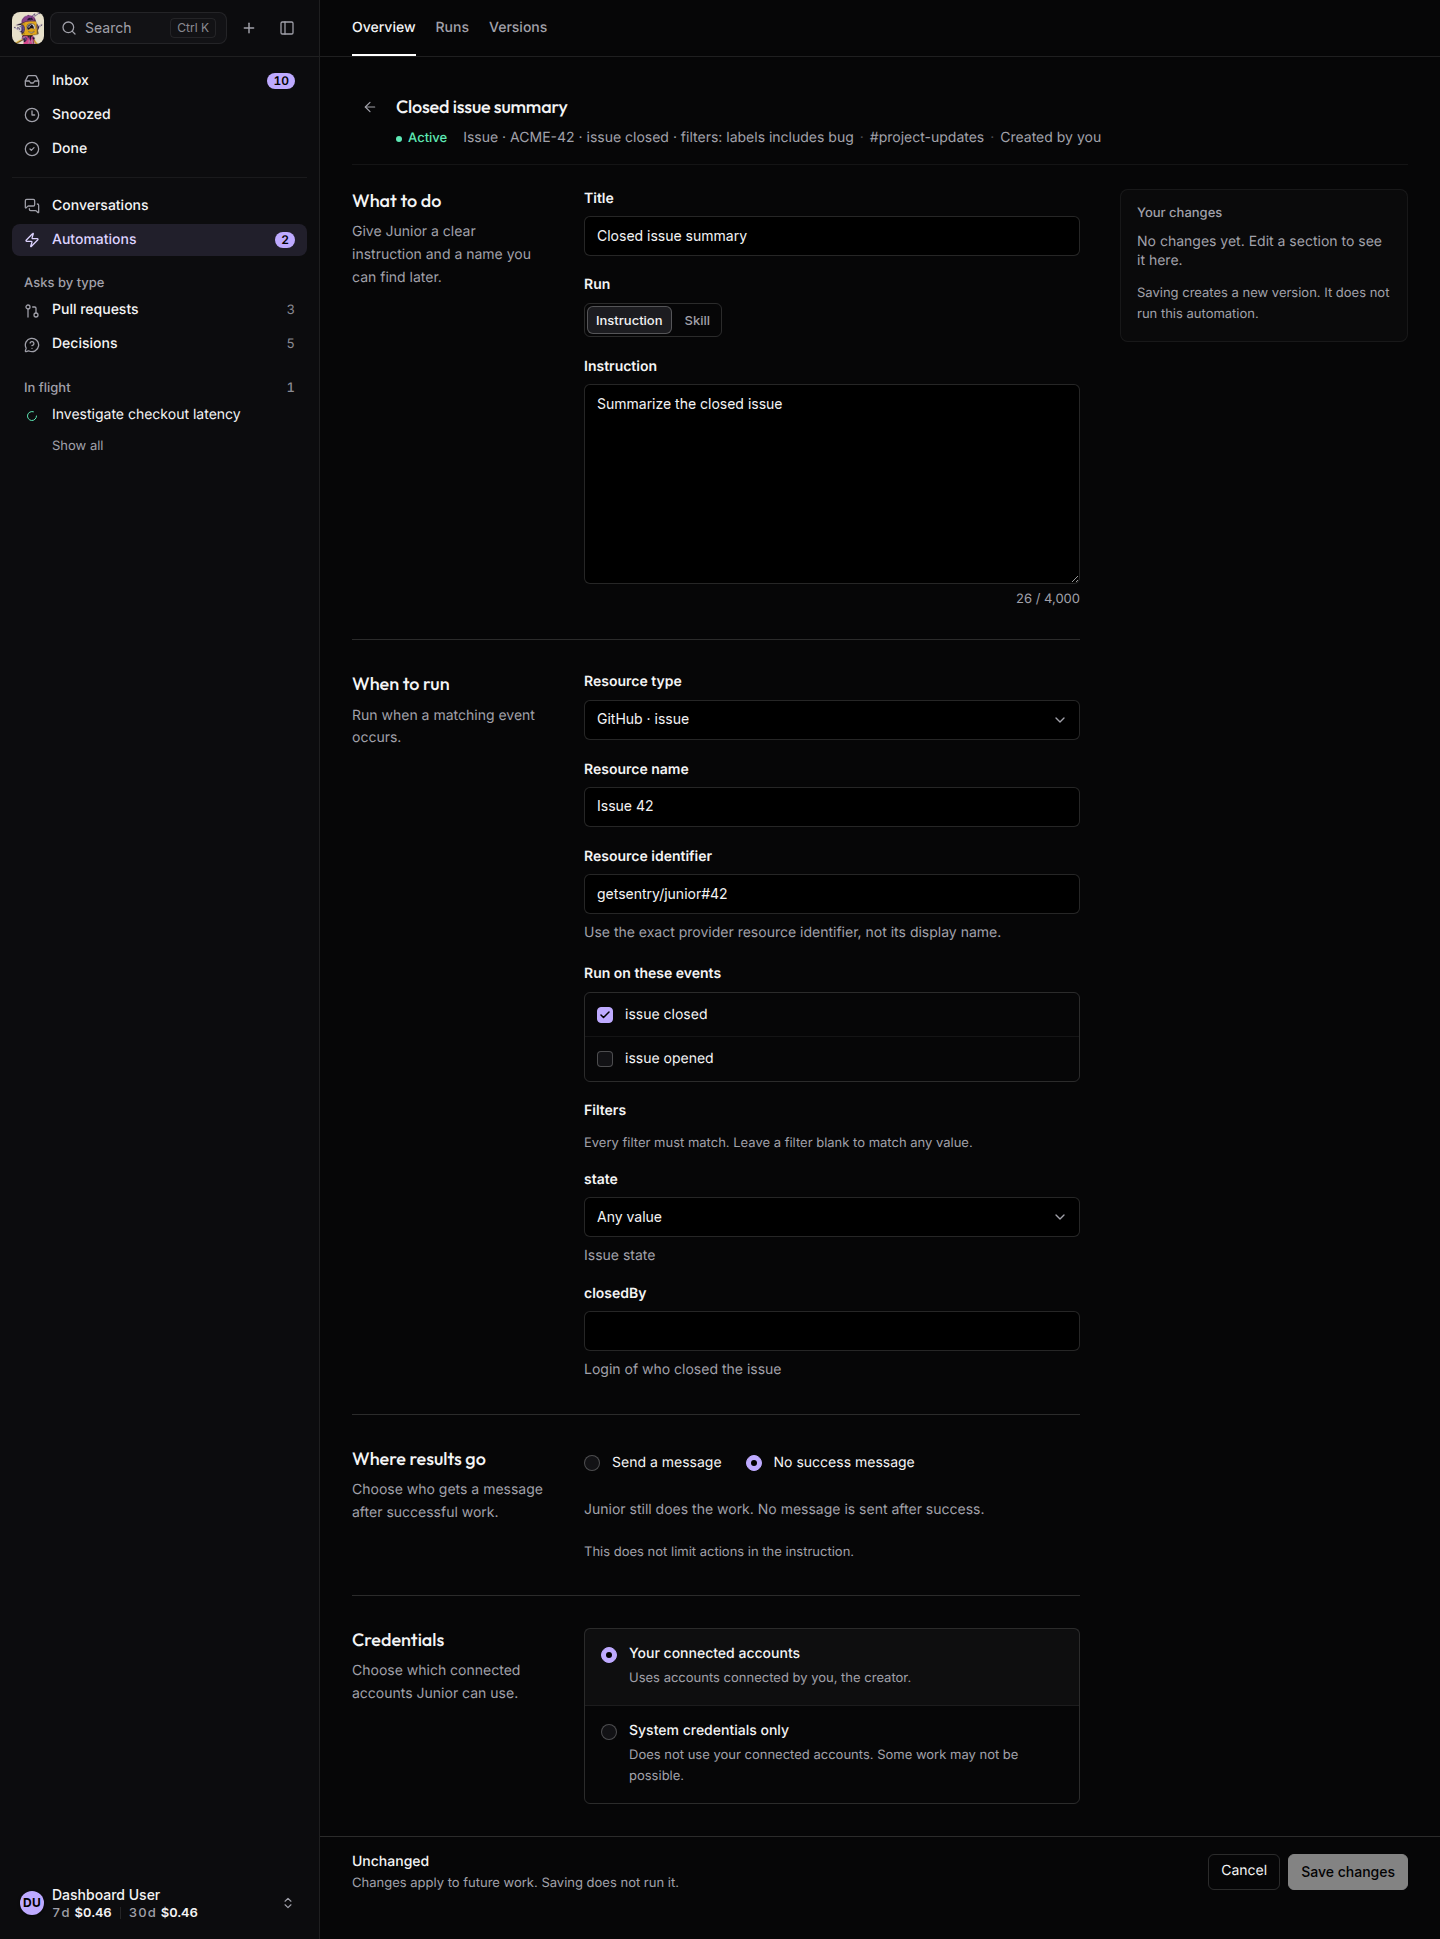 Search
Ctrl K
Inbox
10
Snoozed
Done
Conversations
Automations
2
Asks by type
Pull requests
3
Decisions
5
In flight
1
Investigate checkout latency
Show all
DU
Dashboard User
7d $0.46 30d $0.46
Overview Runs Versions
Closed issue summary
Active Issue · ACME-42 · issue closed · filters: labels includes bug · #project-updates · Created by you
What to do
Give Junior a clear
instruction and a name you
can find later.
Title
Closed issue summary
Run
Instruction Skill
Instruction
Summarize the closed issue
26 / 4,000
Your changes
No changes yet. Edit a section to see
it here.
Saving creates a new version. It does not
run this automation.
When to run
Run when a matching event
occurs.
Resource type
GitHub · issue
Resource name
Issue 42
Resource identifier
getsentry/junior#42
Use the exact provider resource identifier, not its display name.
Run on these events
issue closed
issue opened
Filters
Every filter must match. Leave a filter blank to match any value.
state
Any value
Issue state
closedBy
Login of who closed the issue
Where results go
Choose who gets a message
after successful work.
Send a message No success message
Junior still does the work. No message is sent after success.
This does not limit actions in the instruction.
Credentials
Choose which connected
accounts Junior can use.
Your connected accounts
Uses accounts connected by you, the creator.
System credentials only
Does not use your connected accounts. Some work may not be
possible.
Unchanged
Changes apply to future work. Saving does not run it.
Cancel
Save changes